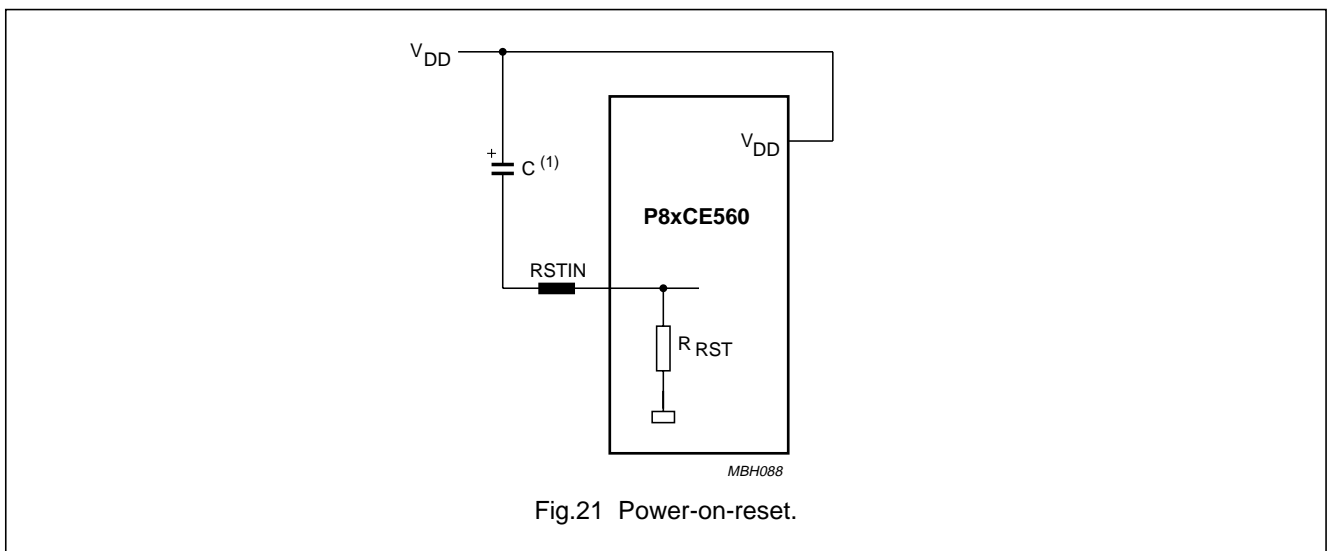 VDD
VDD
+
C (1)
P8xCE560
RSTIN
R RST
MBH088
Fig.21 Power-on-reset.